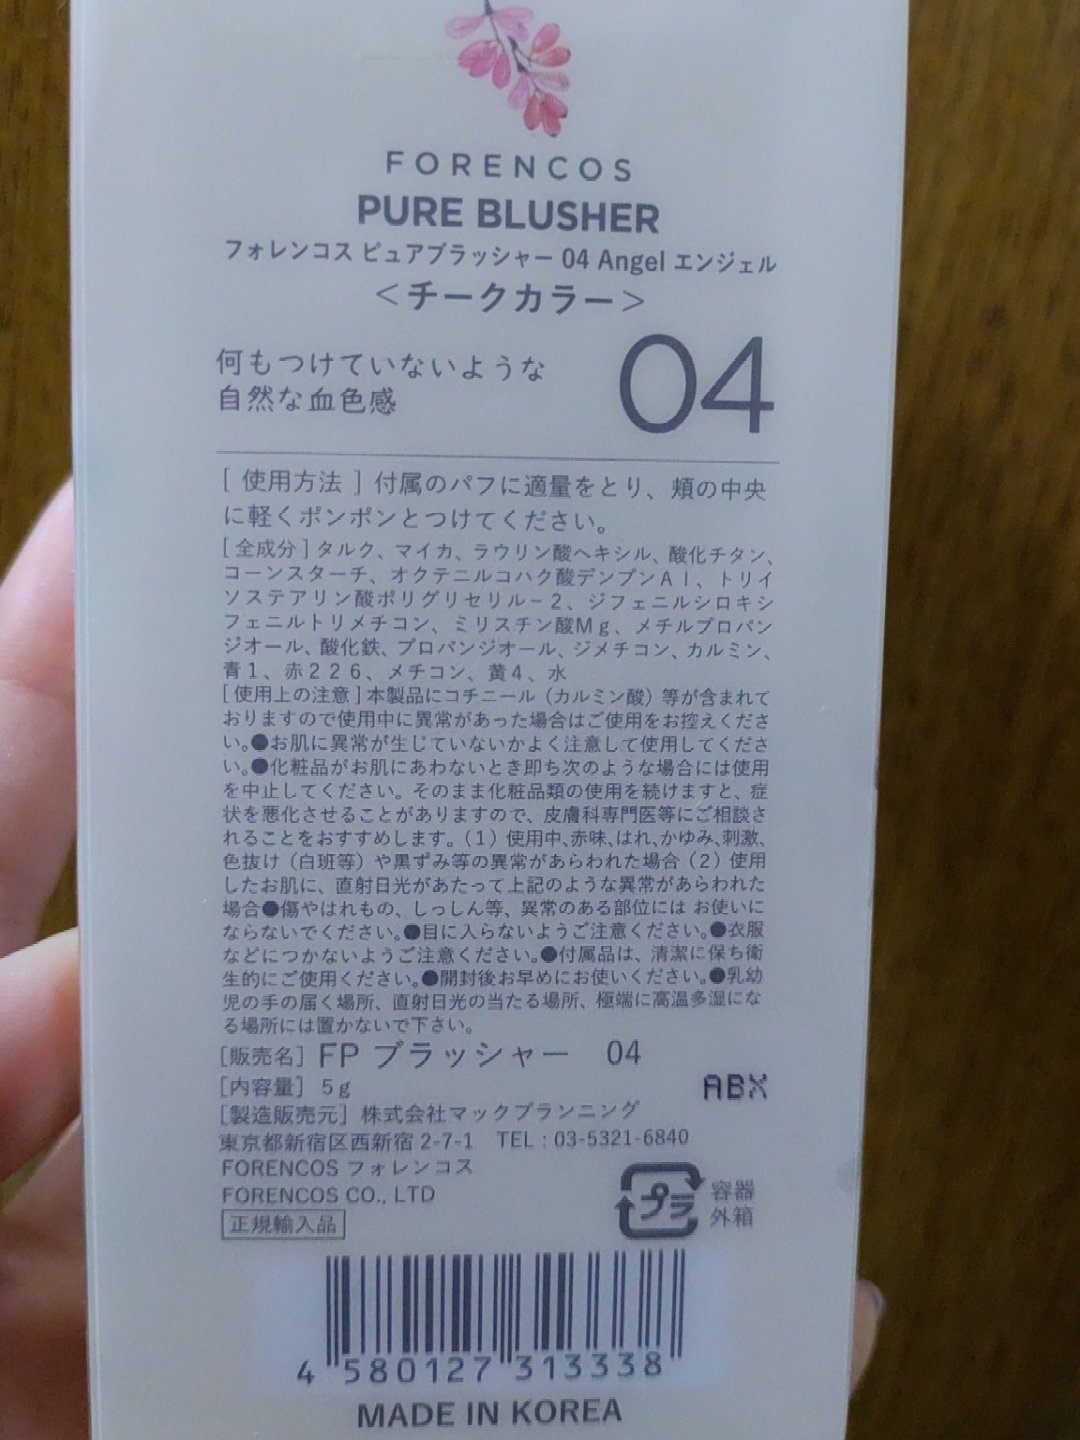 FORENCOS
PURE BLUSHER
フォレンコス ピュアブラッシャー 04 Angel エンジェル
＜チークカラー＞
何もつけていないような
自然な血色感
04
[ 使用方法 ] 付属のパフに適量をとり、頬の中央
に軽くポンポンとつけてください。
[全成分] タルク、マイカ、ラウリン酸ヘキシル、酸化チタン、
コーンスターチ、オクテニルコハク酸デンプンＡｌ、トリイ
ソステアリン酸ポリグリセリル－２、ジフェニルシロキシ
フェニルトリメチコン、ミリスチン酸Ｍｇ、メチルプロパン
ジオール、酸化鉄、プロパンジオール、ジメチコン、カルミン、
青１、赤２２６、メチコン、黄４、水
[使用上の注意] 本製品にコチニール（カルミン酸）等が含まれて
おりますので使用中に異常があった場合はご使用をお控えくださ
い。●お肌に異常が生じていないかよく注意して使用してくださ
い。●化粧品がお肌にあわないとき即ち次のような場合には使用
を中止してください。そのまま化粧品類の使用を続けますと、症
状を悪化させることがありますので、皮膚科専門医等にご相談さ
れることをおすすめします。（1）使用中、赤味、はれ、かゆみ、刺激、
色抜け（白斑等）や黒ずみ等の異常があらわれた場合（2）使用
したお肌に、直射日光があたって上記のような異常があらわれた
場合●傷やはれもの、しっしん等、異常のある部位には お使いに
ならないでください。●目に入らないようご注意ください。●衣服
などにつかないようご注意ください。●付属品は、清潔に保ち衛
生的にご使用ください。●開封後お早めにお使いください。●乳幼
児の手の届く場所、直射日光の当たる場所、極端に高温多湿にな
る場所には置かないで下さい。
[販売名] FP ブラッシャー 04
[内容量] 5g
ABX
[製造販売元] 株式会社マックプランニング
東京都新宿区西新宿 2-7-1 TEL : 03-5321-6840
FORENCOS フォレンコス
FORENCOS CO., LTD
正規輸入品
プラ
容器
外箱
4 580127 313338
MADE IN KOREA